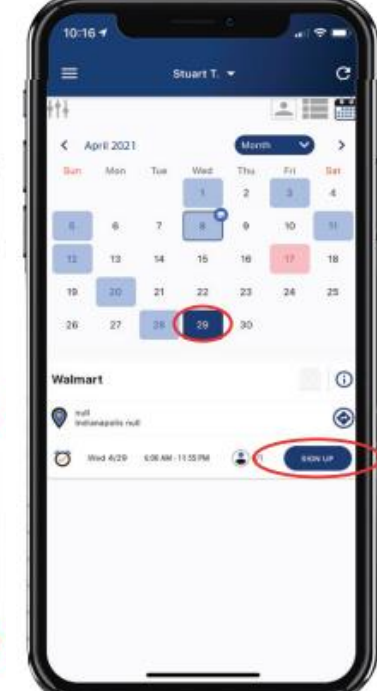 10:16
Stuart T.
April 2021 Month
Sun Mon Tue Wed Thu Fri Sat
1 2 3 4
5 6 7 8 9 10 11
12 13 14 15 16 17 18
19 20 21 22 23 24 25
26 27 28 29 30
Walmart
null
Indianapolis null
Wed 4/29 6:00 AM - 11:55 PM SIGN UP